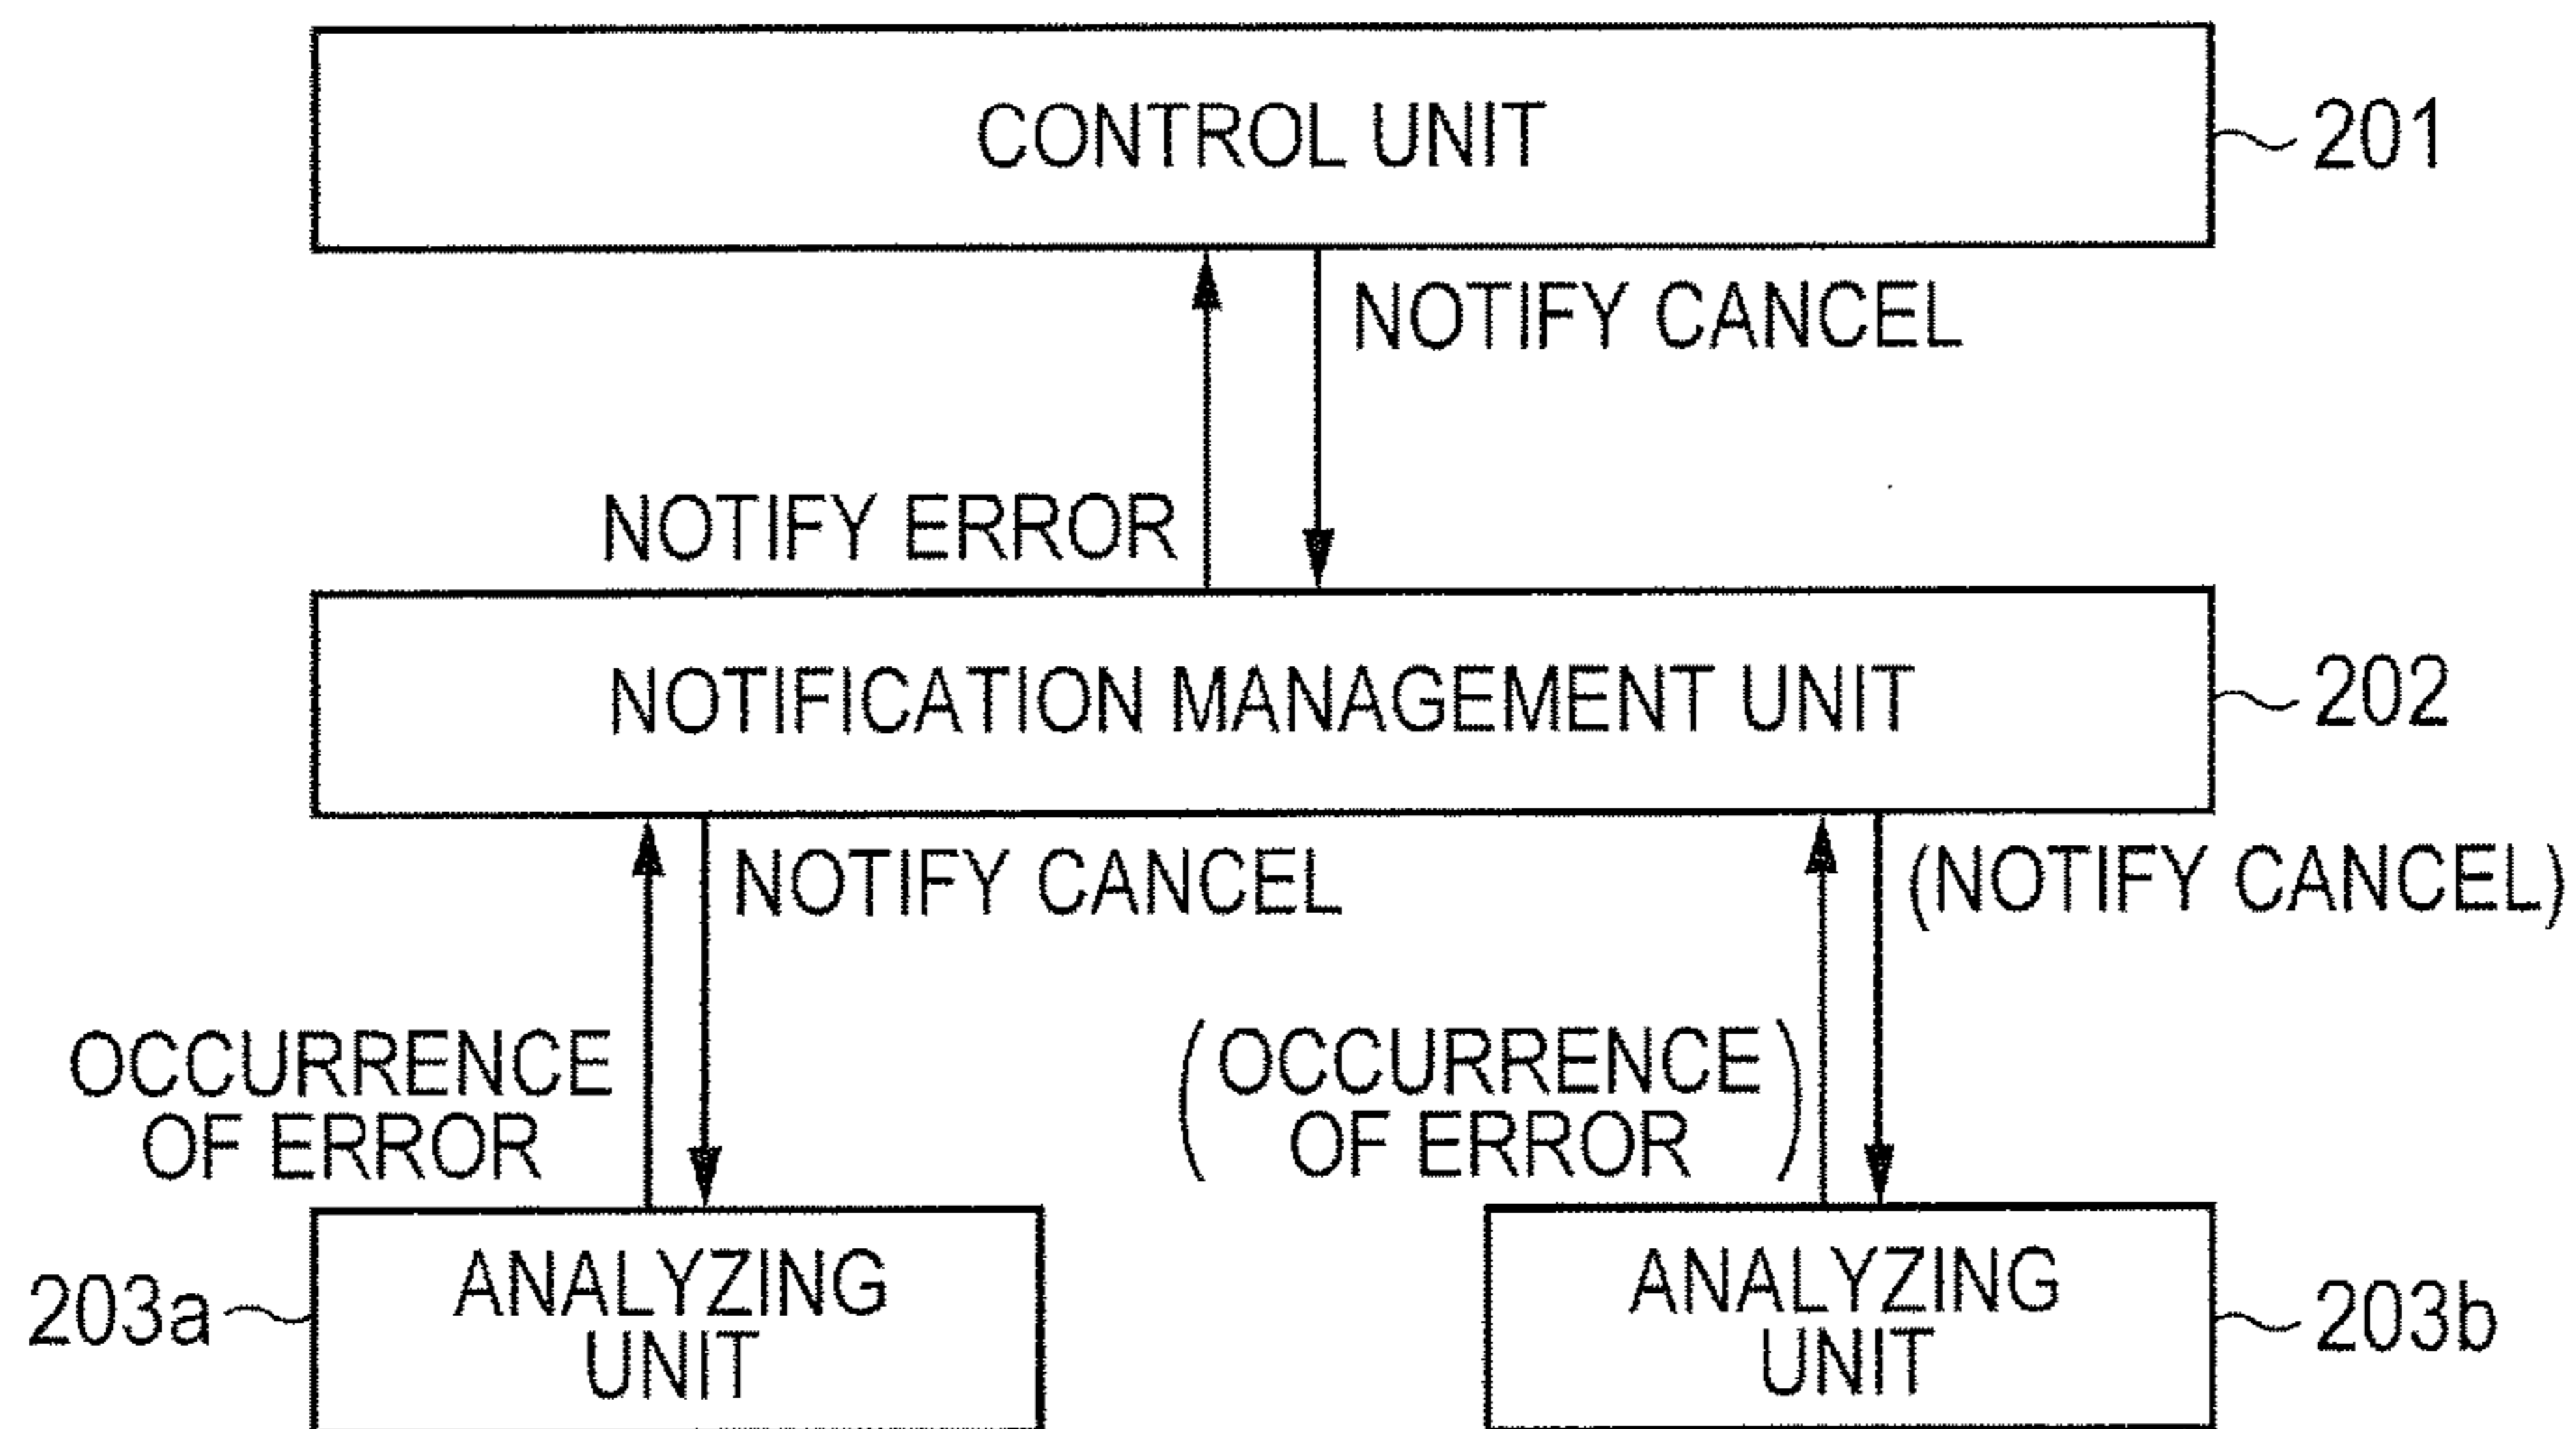 CONTROL UNIT
201
NOTIFY CANCEL
NOTIFY ERROR
NOTIFICATION MANAGEMENT UNIT
202
NOTIFY CANCEL
(NOTIFY CANCEL)
OCCURRENCE
OF ERROR
(OCCURRENCE
OF ERROR)
203a
ANALYZING
UNIT
ANALYZING
UNIT
203b